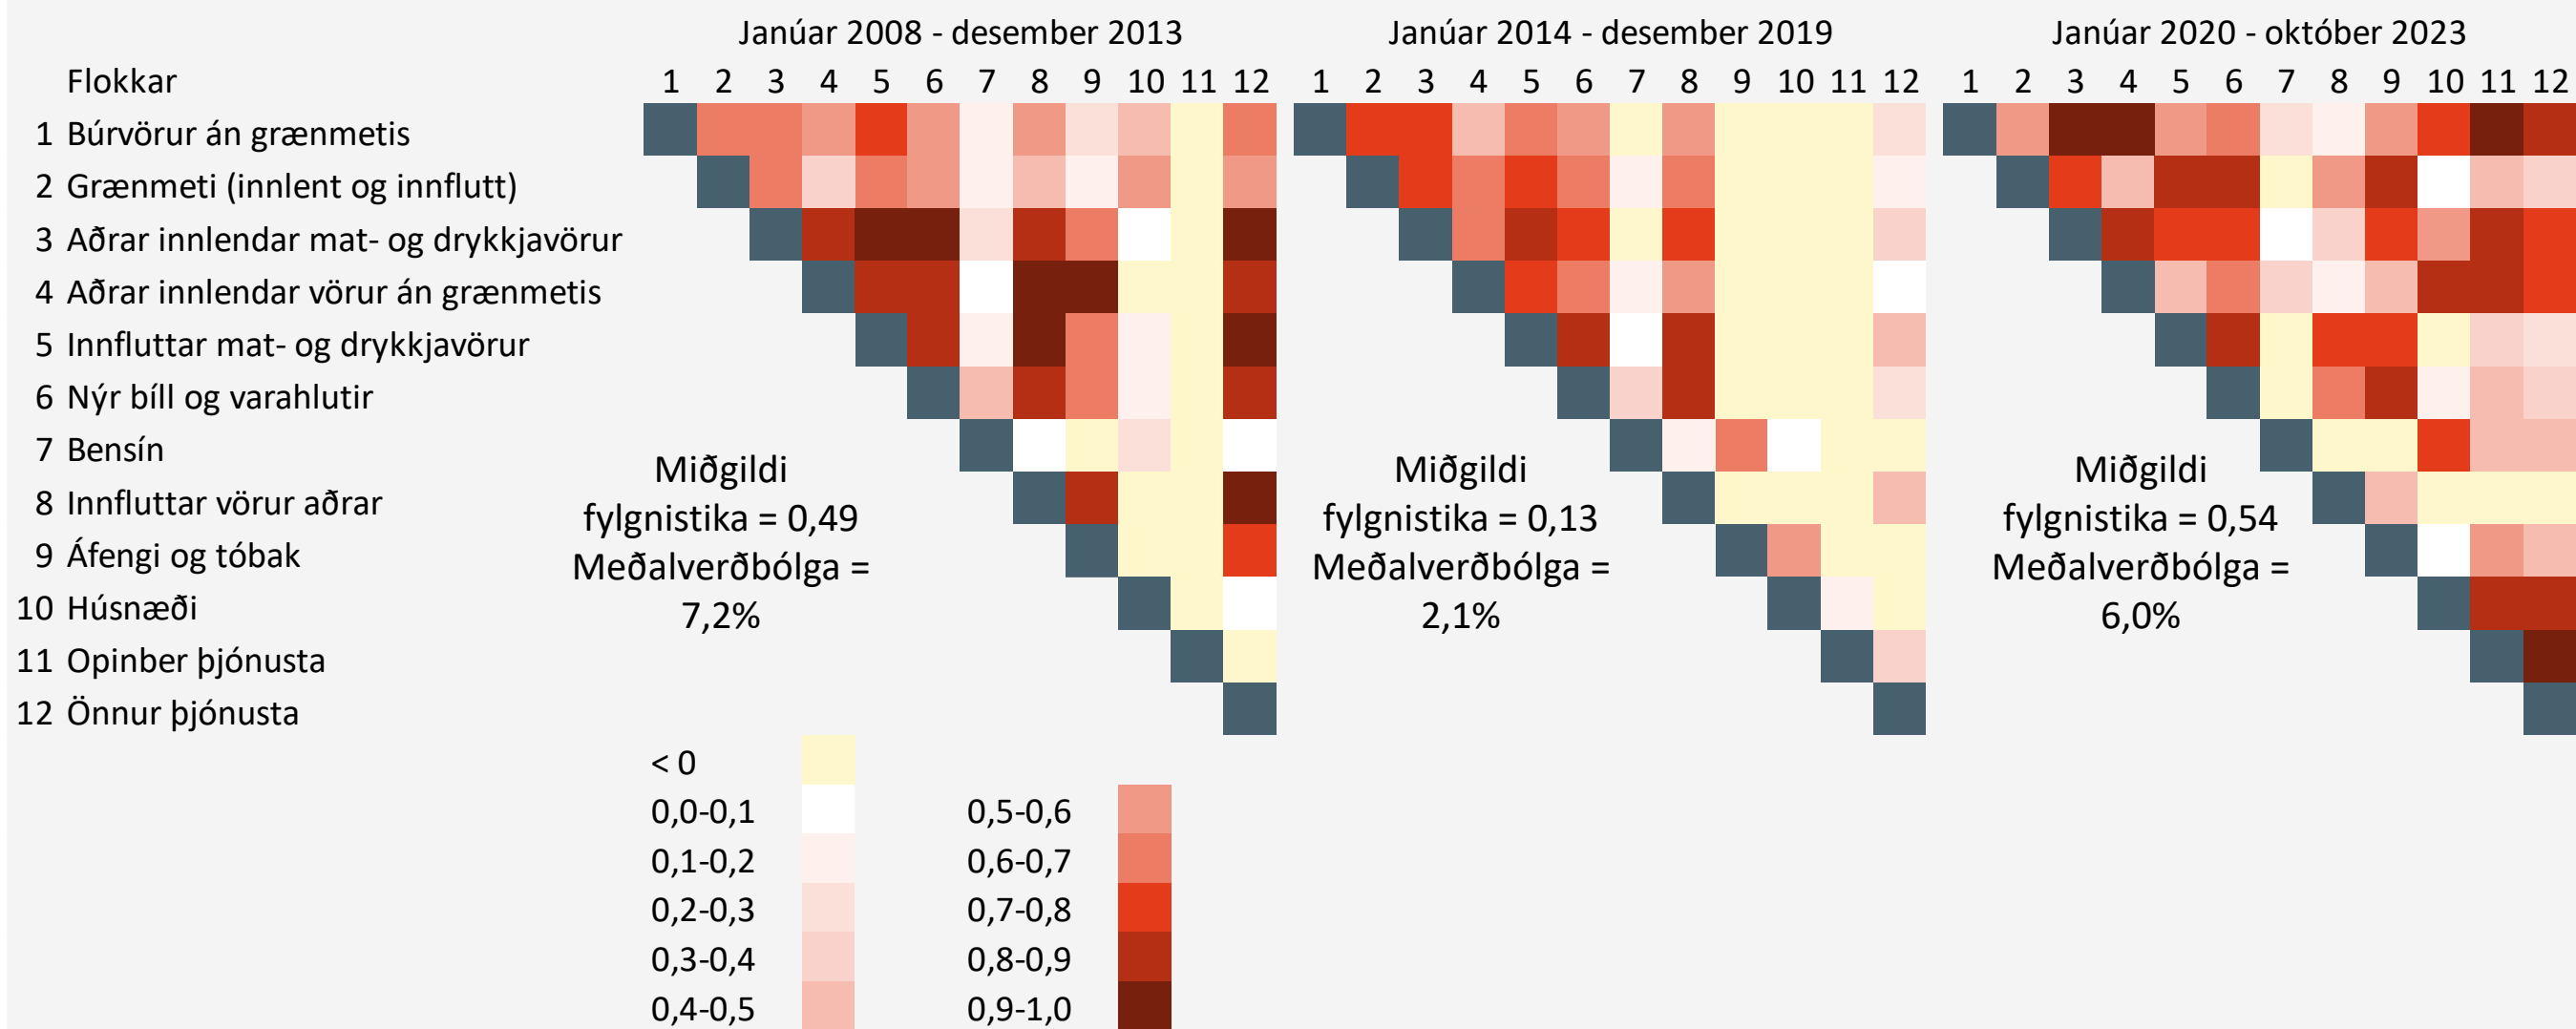 Janúar 2008 - desember 2013
Janúar 2014 - desember 2019
Janúar 2020 - október 2023
Flokkar
1 2 3 4 5 6 7 8 9 10 11 12
1 2 3 4 5 6 7 8 9 10 11 12
1 2 3 4 5 6 7 8 9 10 11 12
1 Búrvörur án grænmetis
2 Grænmeti (innlent og innflutt)
3 Aðrar innlendar mat- og drykkjavörur
4 Aðrar innlendar vörur án grænmetis
5 Innfluttar mat- og drykkjavörur
6 Nýr bíll og varahlutir
7 Bensín
8 Innfluttar vörur aðrar
9 Áfengi og tóbak
10 Húsnæði
11 Opinber þjónusta
12 Önnur þjónusta
Miðgildi
fylgnistika = 0,49
Meðalverðbólga =
7,2%
Miðgildi
fylgnistika = 0,13
Meðalverðbólga =
2,1%
Miðgildi
fylgnistika = 0,54
Meðalverðbólga =
6,0%
< 0
0,0-0,1
0,1-0,2
0,2-0,3
0,3-0,4
0,4-0,5
0,5-0,6
0,6-0,7
0,7-0,8
0,8-0,9
0,9-1,0